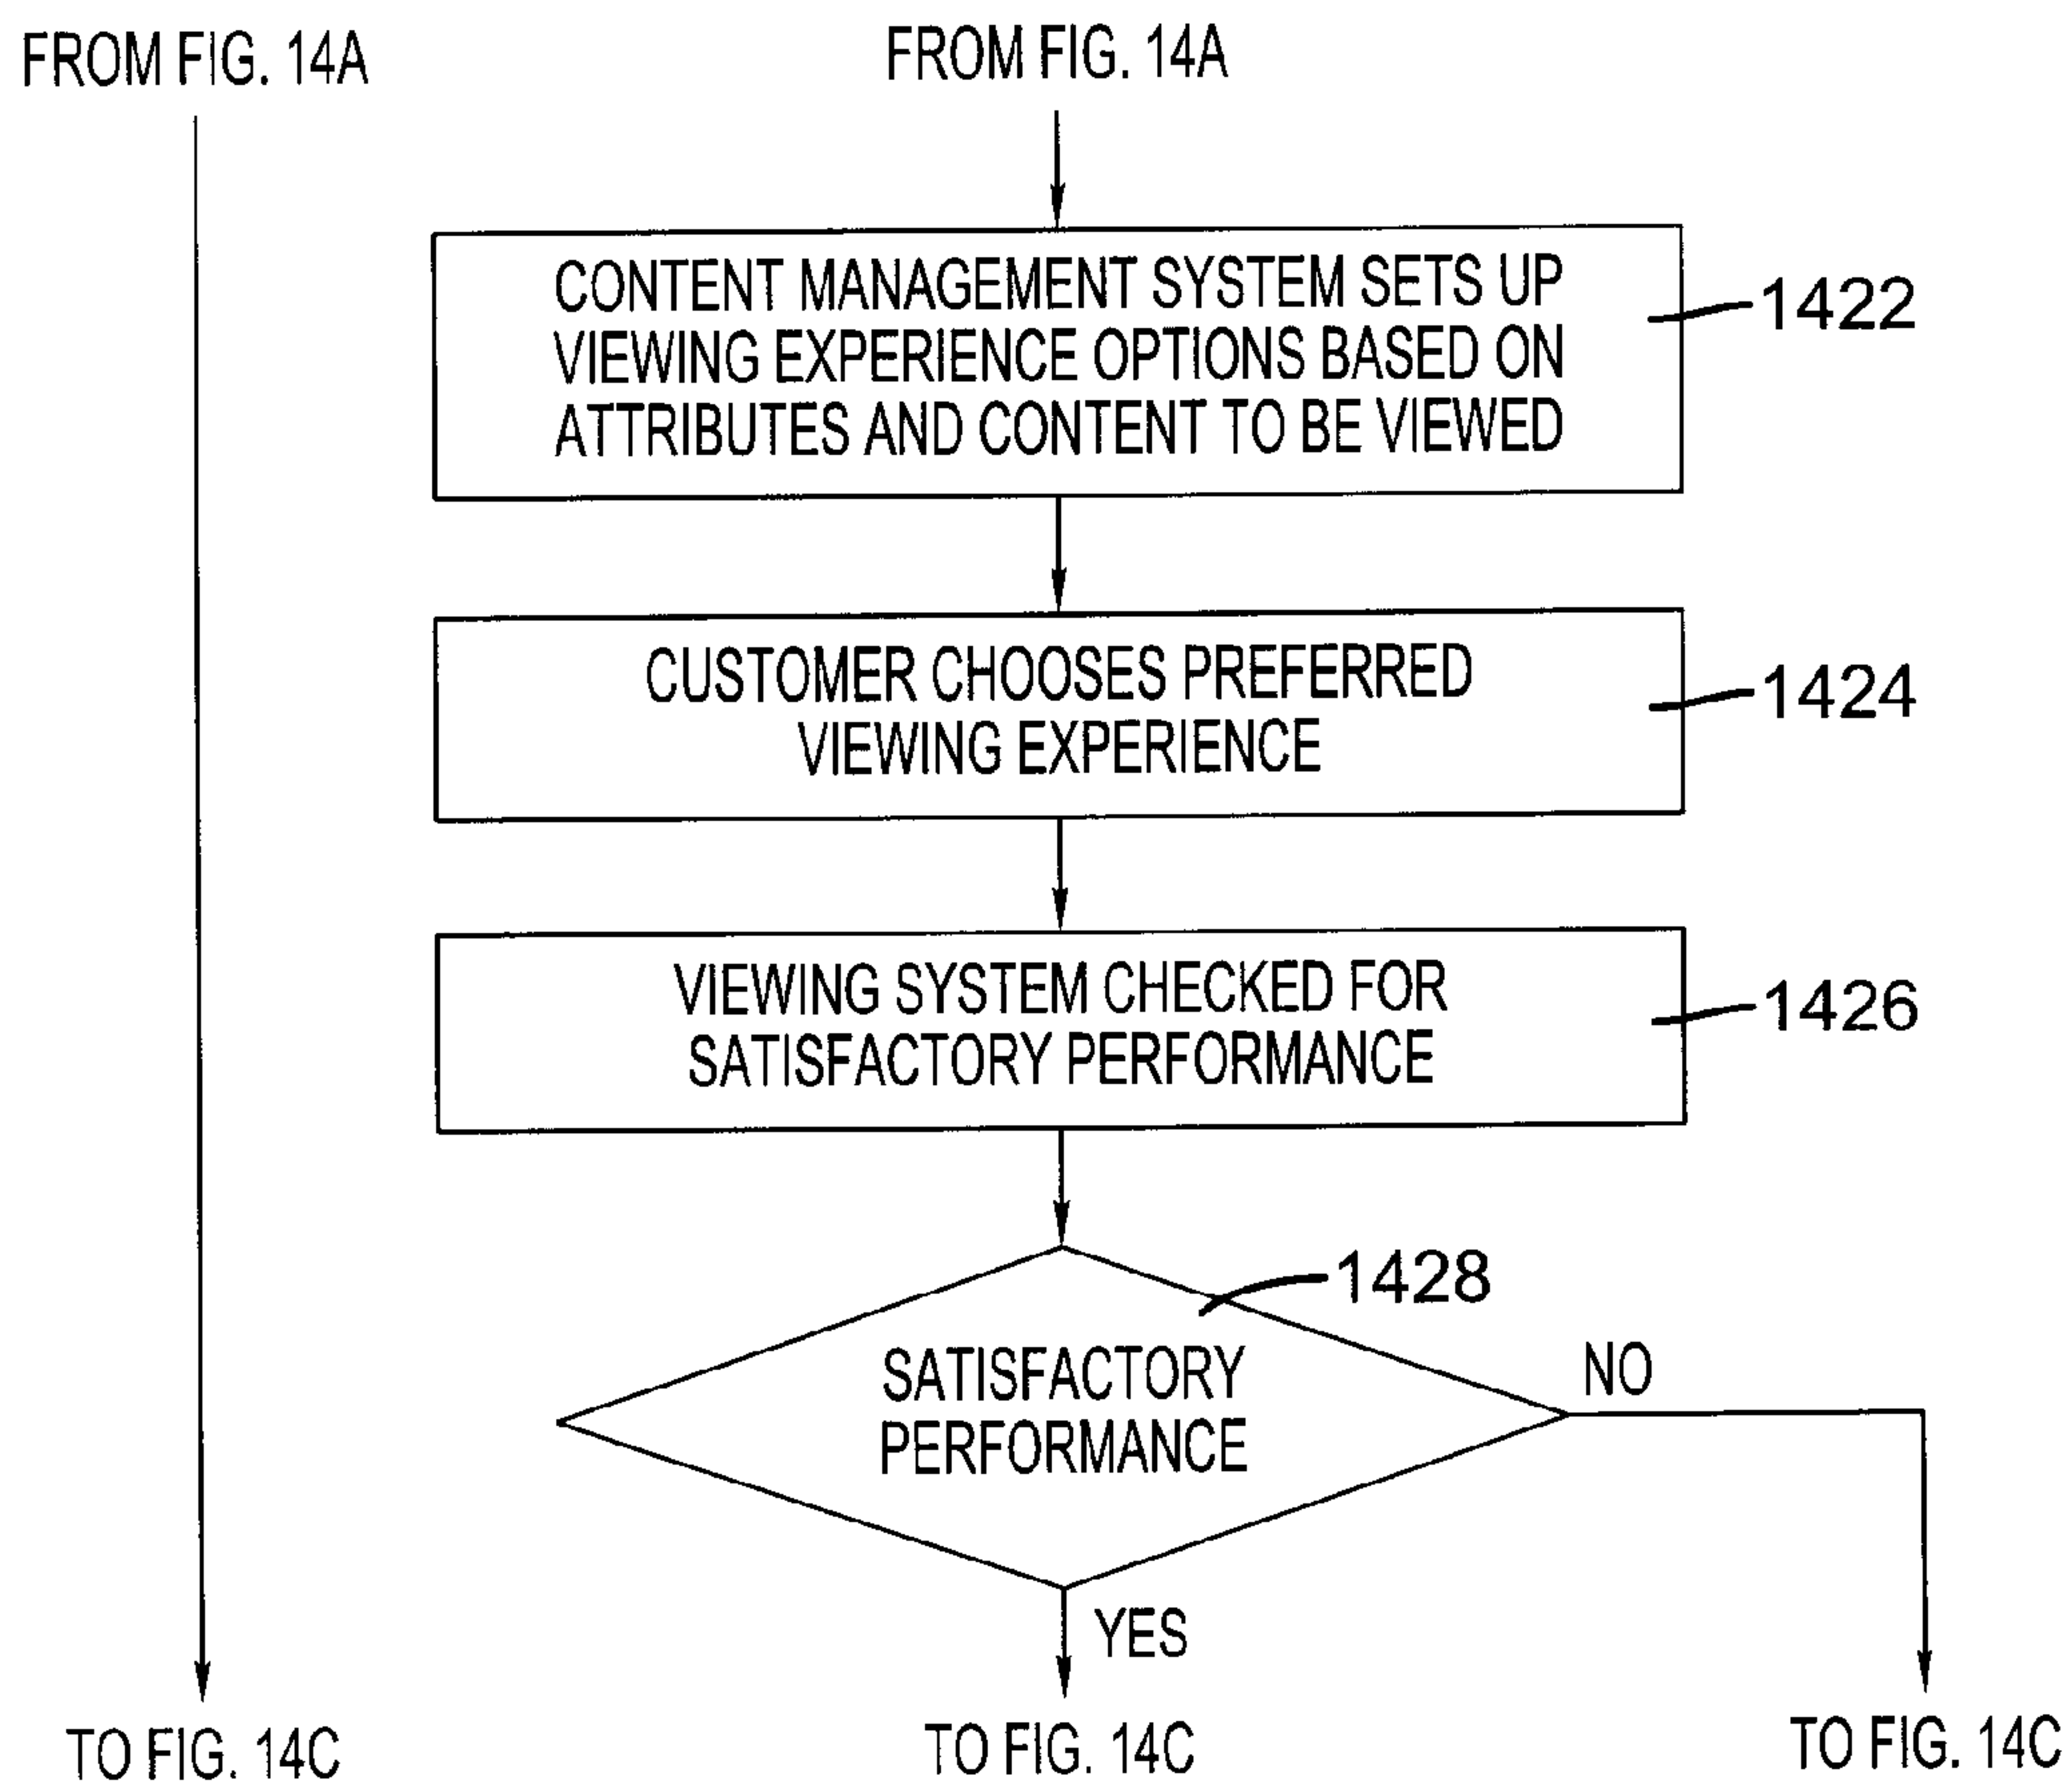 FROM FIG. 14A
FROM FIG. 14A
CONTENT MANAGEMENT SYSTEM SETS UP
VIEWING EXPERIENCE OPTIONS BASED ON
ATTRIBUTES AND CONTENT TO BE VIEWED
1422
CUSTOMER CHOOSES PREFERRED
VIEWING EXPERIENCE
1424
VIEWING SYSTEM CHECKED FOR
SATISFACTORY PERFORMANCE
1426
1428
SATISFACTORY
PERFORMANCE
NO
YES
TO FIG. 14C
TO FIG. 14C
TO FIG. 14C